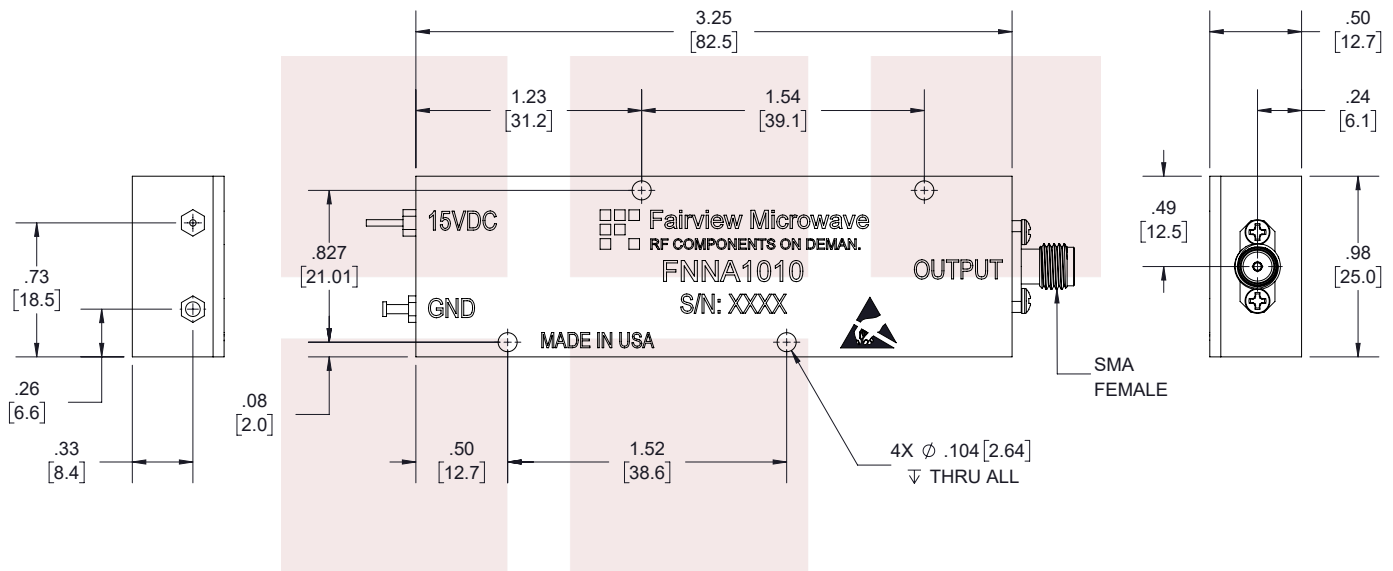 3.25
[82.5]
.50
[12.7]
1.23
[31.2]
1.54
[39.1]
.24
[6.1]
15VDC
Fairview Microwave
RF COMPONENTS ON DEMAN.
FNNA1010
S/N: XXXX
OUTPUT
GND
MADE IN USA
.827
[21.01]
.73
[18.5]
.49
[12.5]
.98
[25.0]
.26
[6.6]
.08
[2.0]
.33
[8.4]
.50
[12.7]
1.52
[38.6]
SMA
FEMALE
4X Ø .104[2.64]
↧ THRU ALL